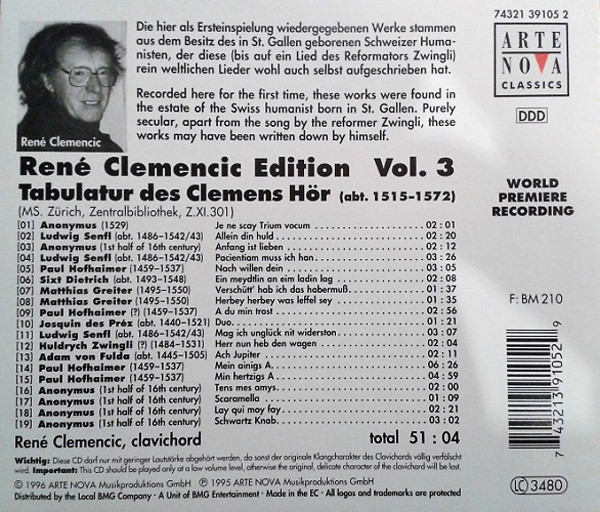 74321 39105 2
Die hier als Ersteinspielung wiedergegebenen Werke stammen
aus dem Besitz des in St. Gallen geborenen Schweizer Huma-
nisten, der diese (bis auf ein Lied des Reformators Zwingli)
rein weltlichen Lieder wohl auch selbst aufgeschrieben hat.
Recorded here for the first time, these works were found in
the estate of the Swiss humanist born in St. Gallen. Purely
secular, apart from the song by the reformer Zwingli, these
works may have been written down by himself.
René Clemencic
ARTE
NOVA
CLASSICS
DDD
WORLD
PREMIERE
RECORDING
F: BM 210
René Clemencic Edition Vol. 3
Tabulatur des Clemens Hör (abt. 1515-1572)
(MS. Zürich, Zentralbibliothek, Z.XI.301)
[01] Anonymus (1529) Je ne scay Trium vocum 02 : 01
[02] Ludwig Senfl (abt. 1486-1542/43) Allein din huld 02 : 20
[03] Anonymus (1st half of 16th century) Anfang ist lieben 02 : 12
[04] Ludwig Senfl (abt. 1486-1542/43) Pacientiam muss ich han 03 : 26
[05] Paul Hofhaimer (1459-1537) Nach willen dein 03 : 05
[06] Sixt Dietrich (abt. 1493-1548) Ein meydtlin an eim ladin lag 02 : 08
[07] Matthias Greiter (1495-1550) Verschütt' hab ich das habermuß 01 : 37
[08] Matthias Greiter (1495-1550) Herbey herbey was leffel sey 01 : 35
[09] Paul Hofhaimer (?) (1459-1537) A du min trost 02 : 56
[10] Josquin des Préz (abt. 1440-1521) Duo 01 : 21
[11] Ludwig Senfl (abt. 1486-1542/43) Mag ich unglück nit widerston 03 : 07
[12] Huldrych Zwingli (?) (1484-1531) Herr nun heb den wagen 02 : 04
[13] Adam von Fulda (abt. 1445-1505) Ach Jupiter 02 : 11
[14] Paul Hofhaimer (1459-1537) Mein ainigs A 06 : 26
[15] Paul Hofhaimer (1459-1537) Min hertzigs A 04 : 59
[16] Anonymus (1st half of 16th century) Tens mes amys 02 : 00
[17] Anonymus (1st half of 16th century) Scaramella 01 : 09
[18] Anonymus (1st half of 16th century) Lay qui moy fay 02 : 21
[19] Anonymus (1st half of 16th century) Schwartz Knab 03 : 02
René Clemencic, clavichord total 51 : 04
Wichtig: Diese CD darf nur mit geringer Lautstärke abgehört werden, da sonst der originale Klangcharakter des Clavichords völlig verfälscht
wird. Important: This CD should be played only at a low volume level, otherwise the original, delicate character of the clavichord will be lost.
© 1996 ARTE NOVA Musikproduktionen GmbH ℗ 1995 ARTE NOVA Musikproduktionen GmbH
Distributed by the Local BMG Company · A Unit of BMG Entertainment · Made in the EC · All logos and trademarks are protected
7 43213 91052 9
LC 3480